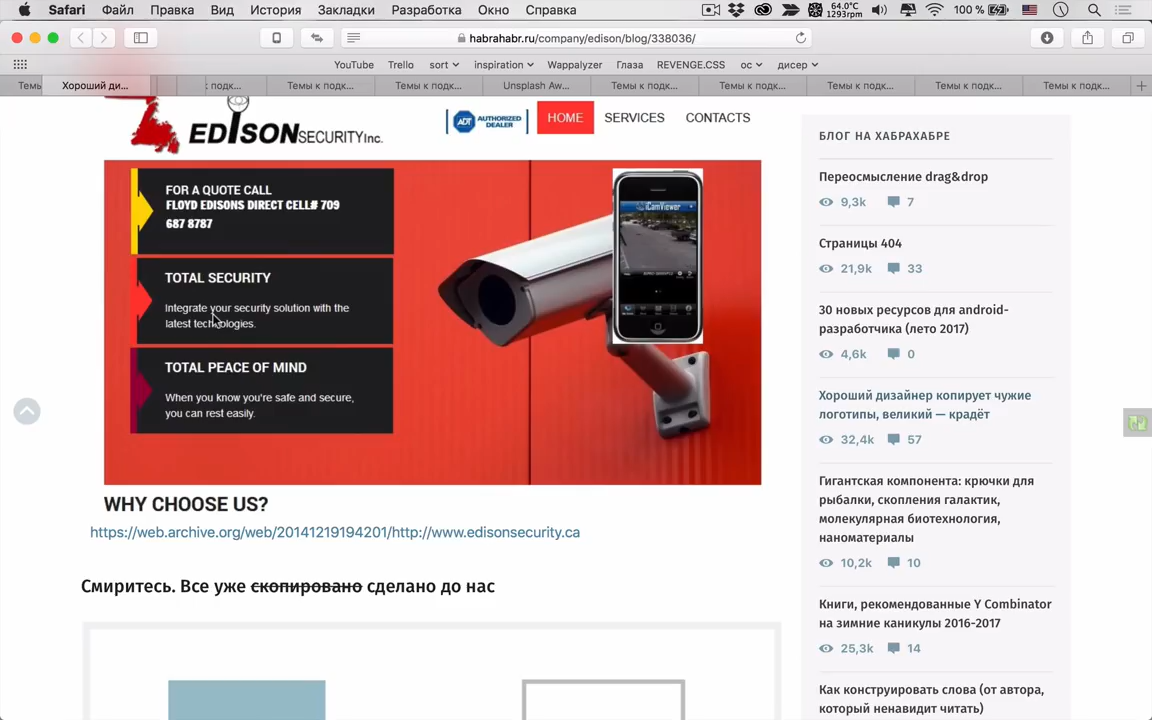 Safari Файл Правка Вид История Закладки Разработка Окно Справка 64.0°C 1293rpm 100 %
habrahabr.ru/company/edison/blog/338036/
YouTube Trello sort inspiration Wappalyzer Глаза REVENGE.CSS ос дисер
Темы Хороший ди... к подк... Темы к подк... Темы к подк... Unsplash Aw... Темы к подк... Темы к подк... Темы к подк... Темы к подк... Темы к подк...
EDISON SECURITY Inc.
ADT AUTHORIZED DEALER
HOME SERVICES CONTACTS
FOR A QUOTE CALL
FLOYD EDISONS DIRECT CELL# 709
687 8787
TOTAL SECURITY
Integrate your security solution with the
latest technologies.
TOTAL PEACE OF MIND
When you know you're safe and secure,
you can rest easily.
iCamViewer
WHY CHOOSE US?
https://web.archive.org/web/20141219194201/http://www.edisonsecurity.ca
Смиритесь. Все уже скопировано сделано до нас
БЛОГ НА ХАБРАХАБРЕ
Переосмысление drag&drop
9,3k 7
Страницы 404
21,9k 33
30 новых ресурсов для android-
разработчика (лето 2017)
4,6k 0
Хороший дизайнер копирует чужие
логотипы, великий — крадёт
32,4k 57
Гигантская компонента: крючки для
рыбалки, скопления галактик,
молекулярная биотехнология,
наноматериалы
10,2k 10
Книги, рекомендованные Y Combinator
на зимние каникулы 2016-2017
25,3k 14
Как конструировать слова (от автора,
который ненавидит читать)